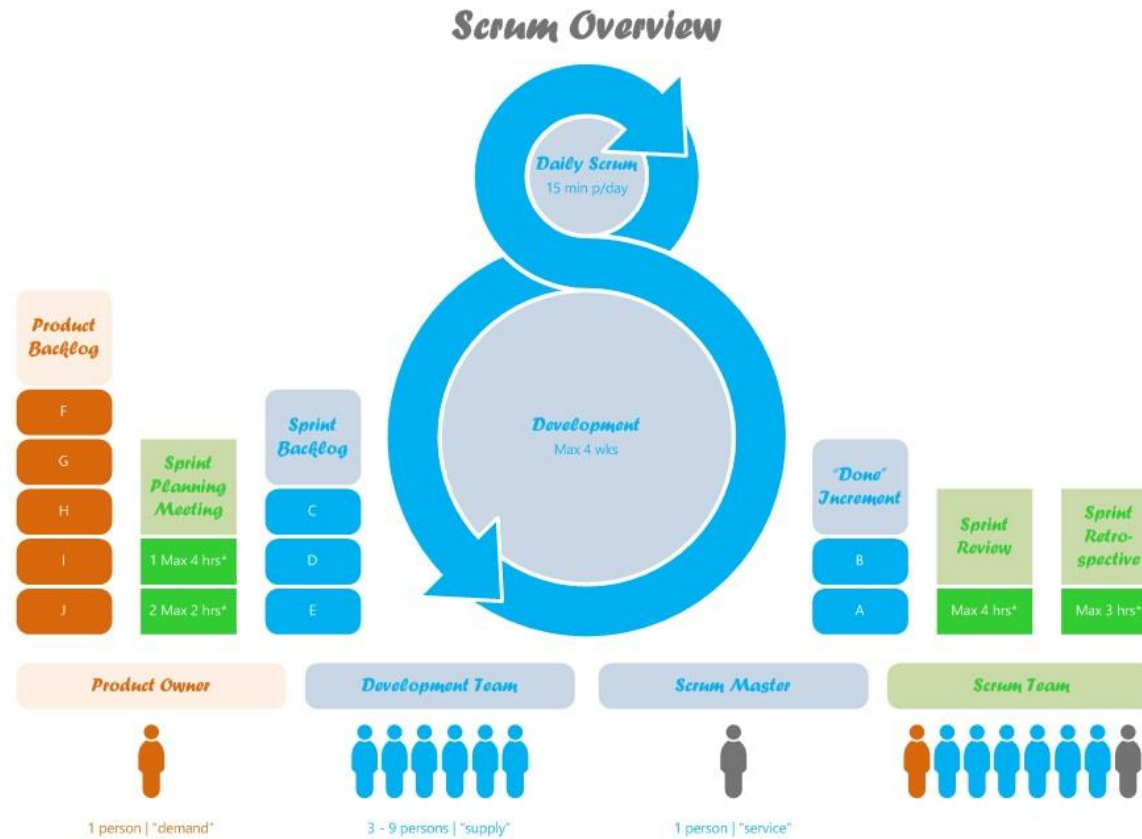 Scrum Overview
Daily Scrum
15 min p/day
Development
Max 4 wks
Product
Backlog
F
G
H
I
J
Sprint
Planning
Meeting
1 Max 4 hrs*
2 Max 2 hrs*
Sprint
Backlog
C
D
E
"Done"
Increment
B
A
Sprint
Review
Max 4 hrs*
Sprint
Retro-
spective
Max 3 hrs*
Product Owner
1 person | "demand"
Development Team
3 - 9 persons | "supply"
Scrum Master
1 person | "service"
Scrum Team